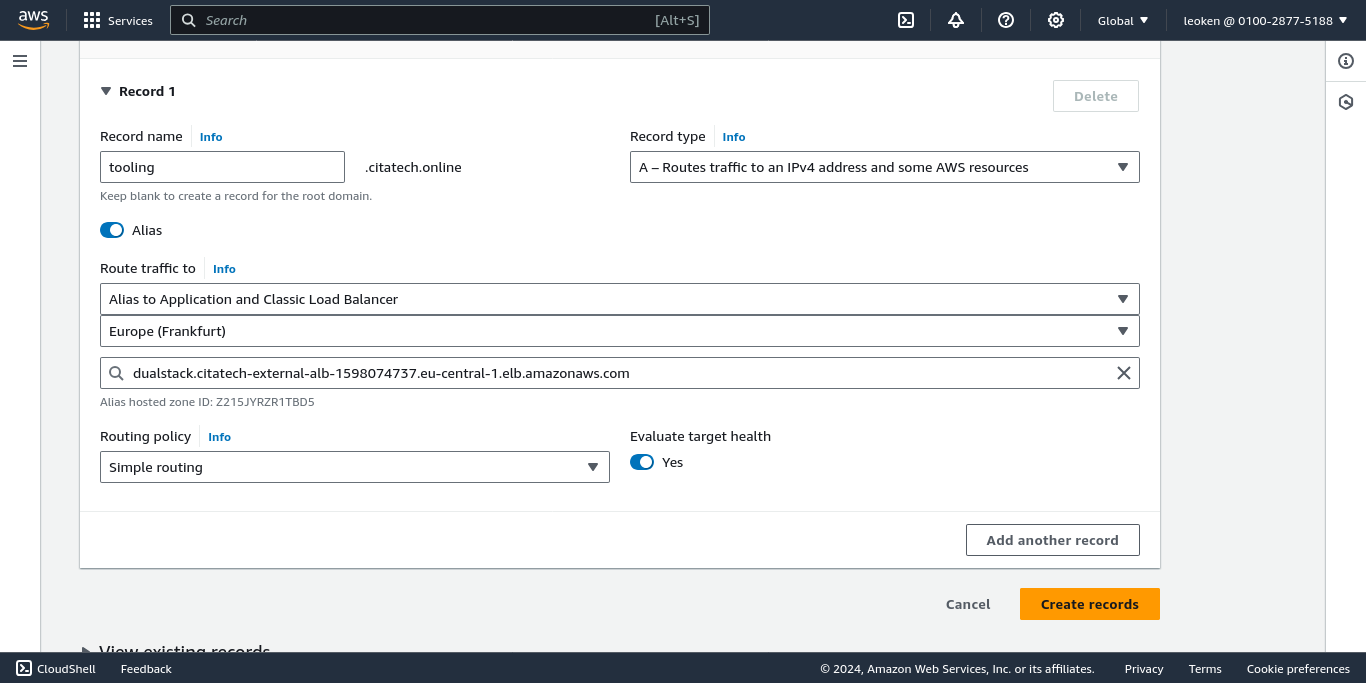 aws Services Search [Alt+S] Global leoken @ 0100-2877-5188
Record 1 Delete
Record name Info Record type Info
tooling .citatech.online A – Routes traffic to an IPv4 address and some AWS resources
Keep blank to create a record for the root domain.
Alias
Route traffic to Info
Alias to Application and Classic Load Balancer
Europe (Frankfurt)
dualstack.citatech-external-alb-1598074737.eu-central-1.elb.amazonaws.com
Alias hosted zone ID: Z215JYRZR1TBD5
Routing policy Info Evaluate target health
Simple routing Yes
Add another record
Cancel Create records
View existing records
CloudShell Feedback © 2024, Amazon Web Services, Inc. or its affiliates. Privacy Terms Cookie preferences